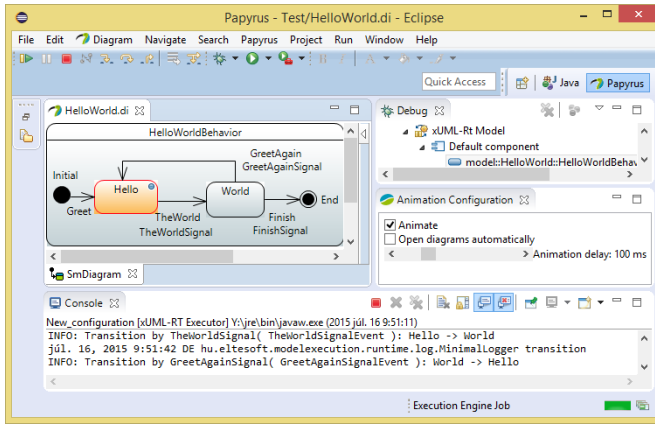 Papyrus - Test/HelloWorld.di - Eclipse
File Edit Diagram Navigate Search Papyrus Project Run Window Help
Quick Access Java Papyrus
HelloWorld.di
HelloWorldBehavior
GreetAgain
GreetAgainSignal
Initial
Hello
World
End
Greet
TheWorld
TheWorldSignal
Finish
FinishSignal
SmDiagram
Debug
xUML-Rt Model
Default component
model::HelloWorld::HelloWorldBehav
Animation Configuration
Animate
Open diagrams automatically
Animation delay: 100 ms
Console
New_configuration [xUML-RT Executor] Y:\jre\bin\javaw.exe (2015 júl. 16 9:51:11)
INFO: Transition by TheWorldSignal( TheWorldSignalEvent ): Hello -> World
júl. 16, 2015 9:51:42 DE hu.eltesoft.modelexecution.runtime.log.MinimalLogger transition
INFO: Transition by GreetAgainSignal( GreetAgainSignalEvent ): World -> Hello
Execution Engine Job